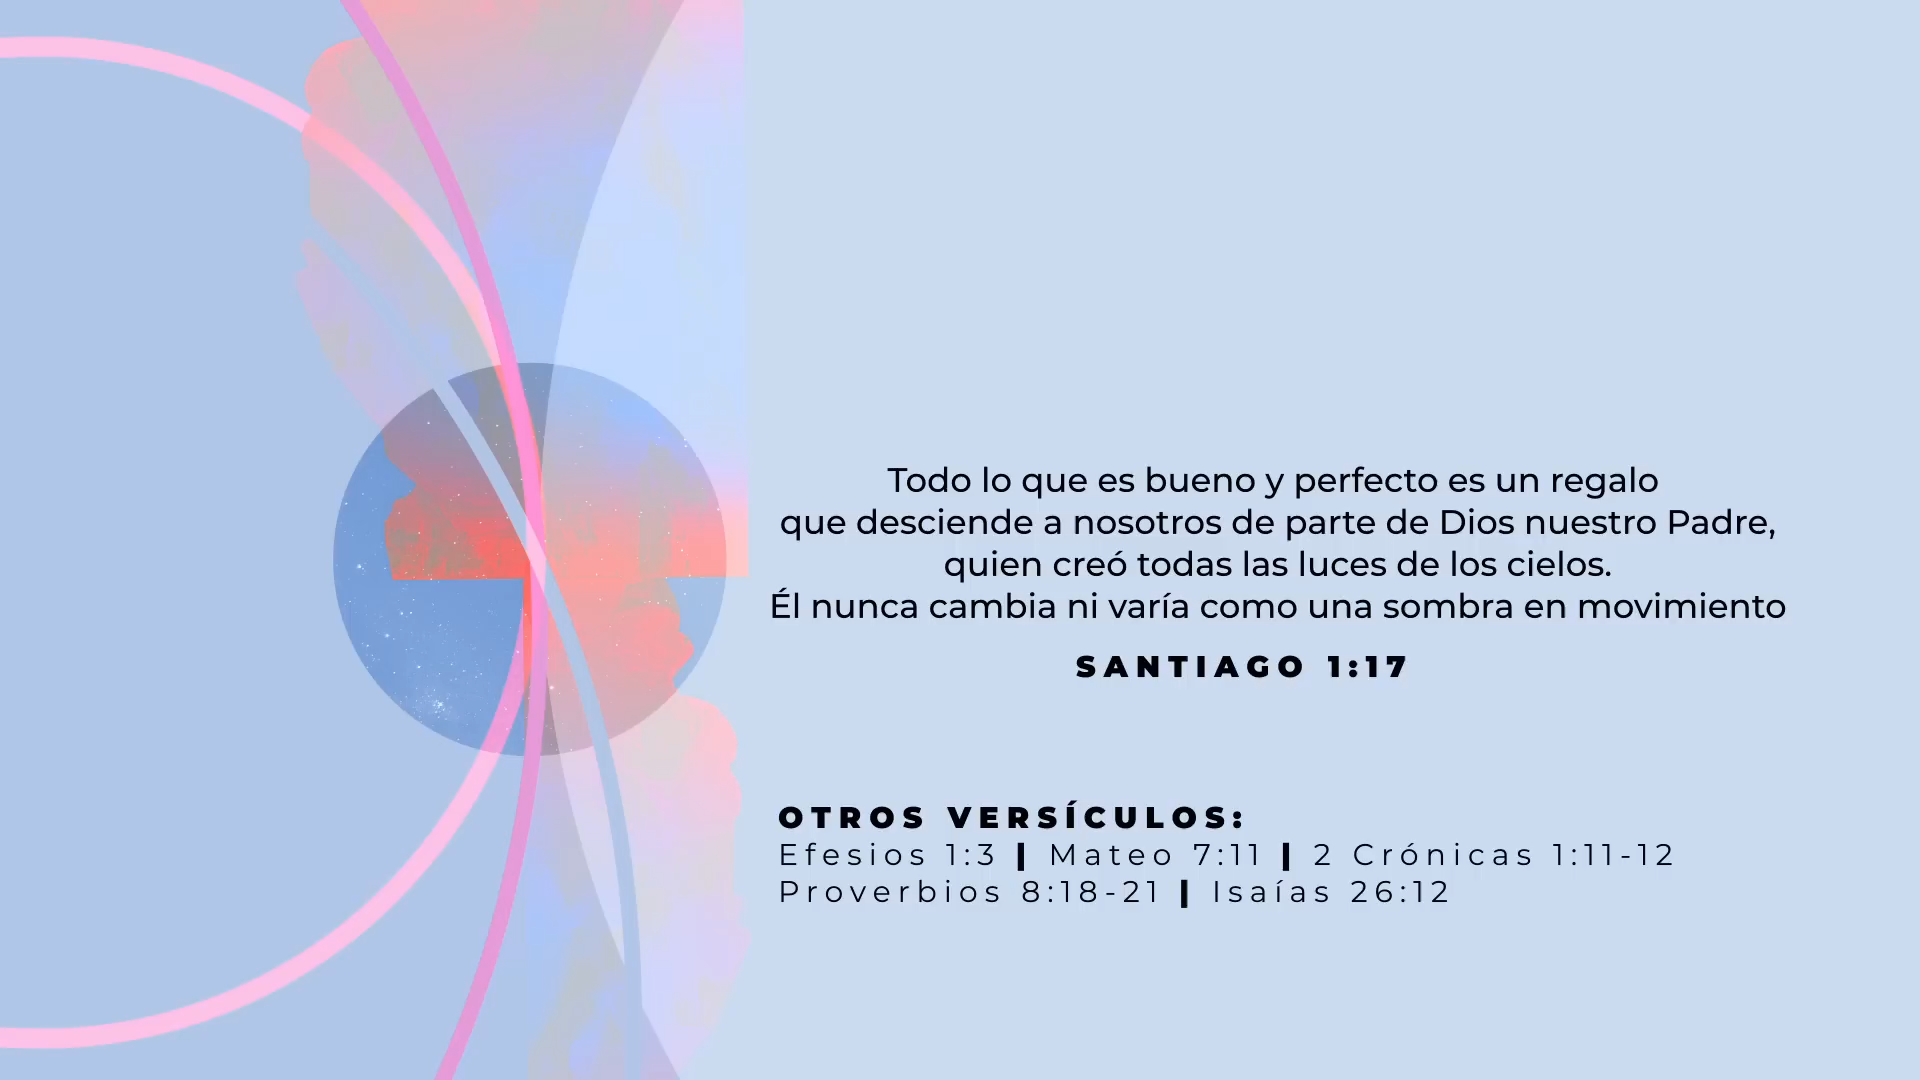 Todo lo que es bueno y perfecto es un regalo
que desciende a nosotros de parte de Dios nuestro Padre,
quien creó todas las luces de los cielos.
Él nunca cambia ni varía como una sombra en movimiento
SANTIAGO 1:17
OTROS VERSÍCULOS:
Efesios 1:3 | Mateo 7:11 | 2 Crónicas 1:11-12
Proverbios 8:18-21 | Isaías 26:12